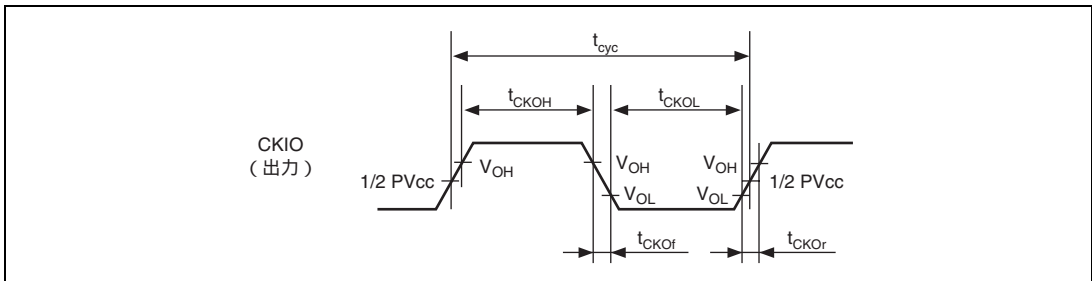 tcyc
tCKOH
tCKOL
CKIO
(出力)
1/2 PVcc
VOH
VOH
VOL
VOH
VOL
1/2 PVcc
tCKOf
tCKOr